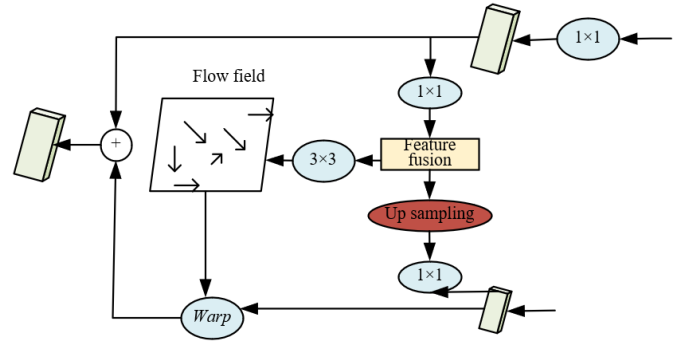 1×1
Flow field
1×1
Feature
fusion
3×3
+
Up sampling
1×1
Warp